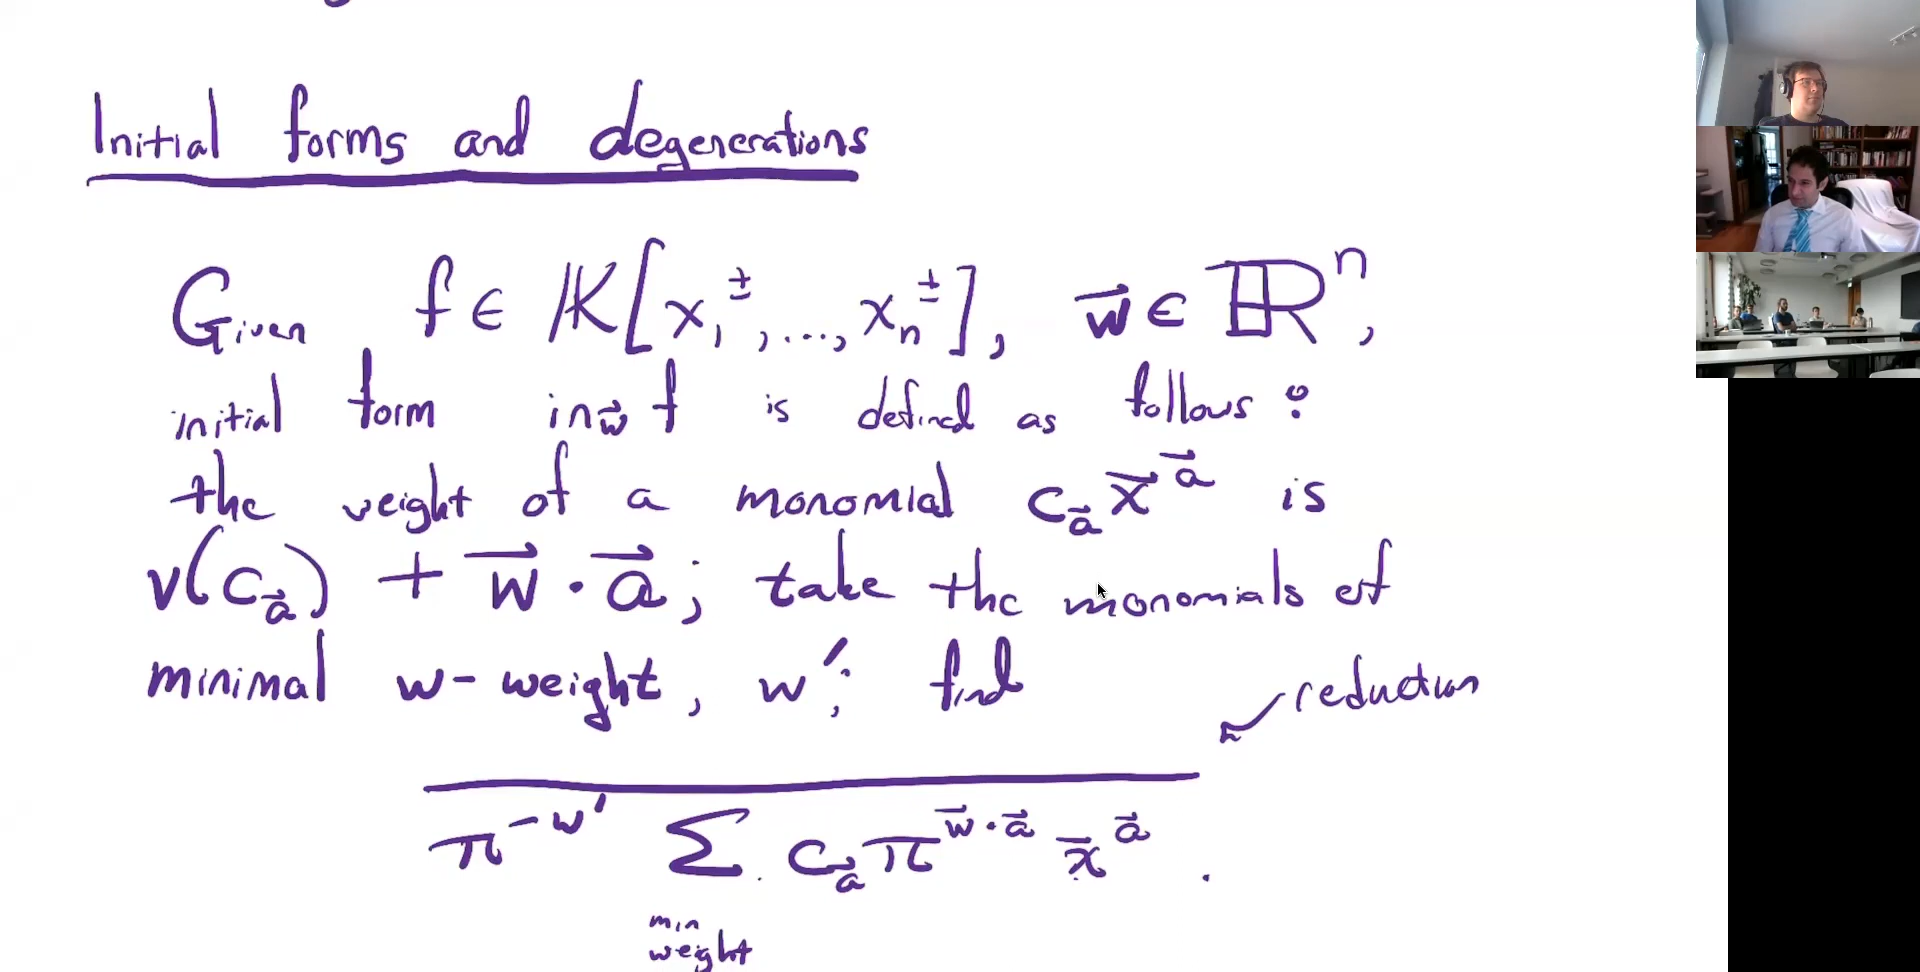 Initial forms and degenerations
Given f ∈ 𝕂[x₁^±, ..., xₙ^±], w⃗ ∈ ℝⁿ,
initial form in_w⃗ f is defined as follows:
the weight of a monomial c_a⃗ x⃗^a⃗ is
v(c_a⃗) + w⃗ · a⃗; take the monomials of
minimal w-weight, w'; find
reduction
π^{-w'} Σ c_a⃗ π^{w⃗·a⃗} x⃗^a⃗ .
min
weight